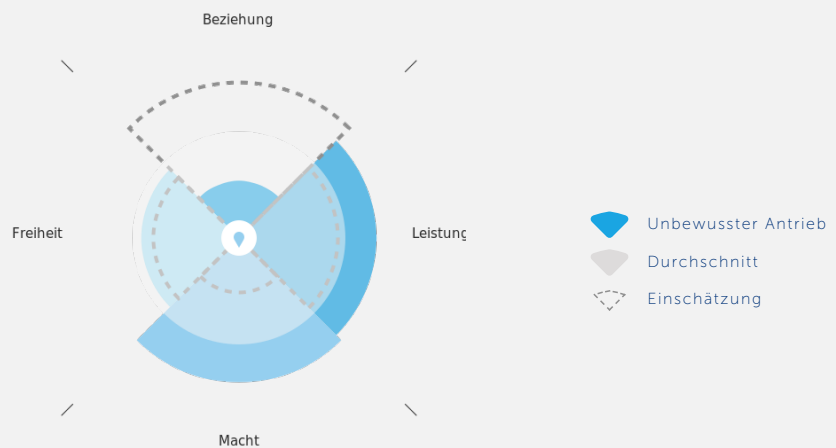 Beziehung
Freiheit
Leistung
Macht
Unbewusster Antrieb
Durchschnitt
Einschätzung